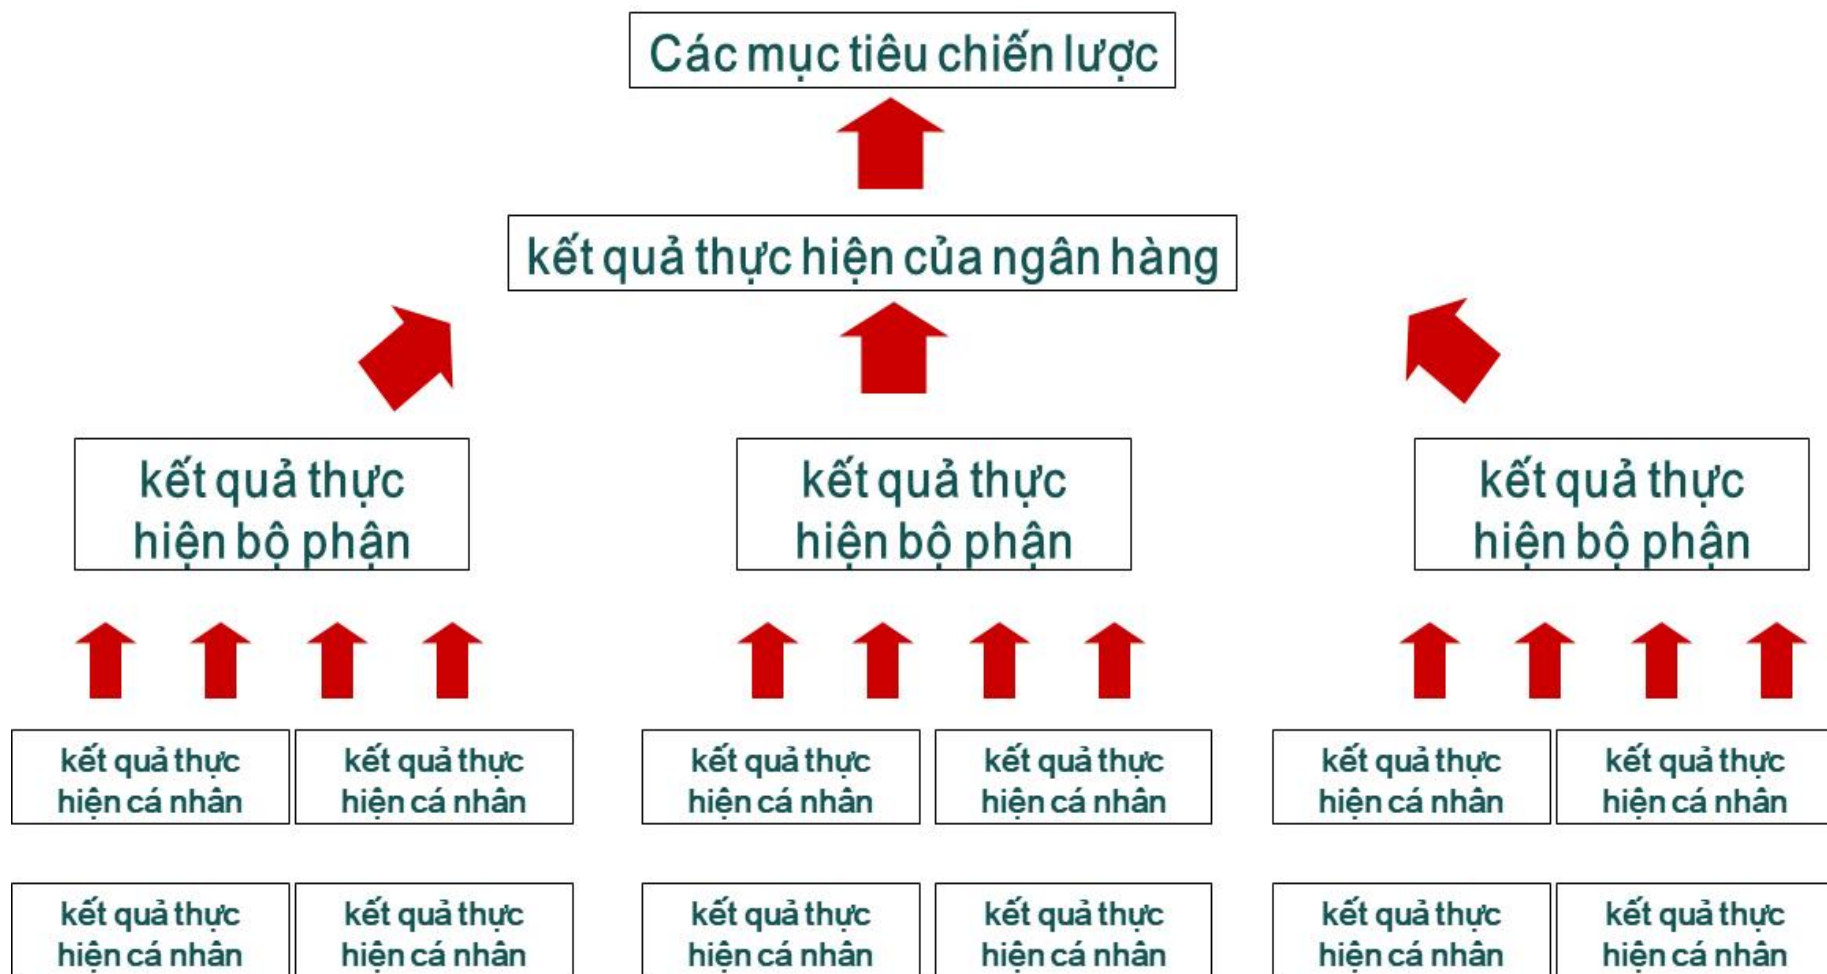 Các mục tiêu chiến lược
kết quả thực hiện của ngân hàng
kết quả thực
hiện bộ phận
kết quả thực
hiện bộ phận
kết quả thực
hiện bộ phận
kết quả thực
hiện cá nhân
kết quả thực
hiện cá nhân
kết quả thực
hiện cá nhân
kết quả thực
hiện cá nhân
kết quả thực
hiện cá nhân
kết quả thực
hiện cá nhân
kết quả thực
hiện cá nhân
kết quả thực
hiện cá nhân
kết quả thực
hiện cá nhân
kết quả thực
hiện cá nhân
kết quả thực
hiện cá nhân
kết quả thực
hiện cá nhân